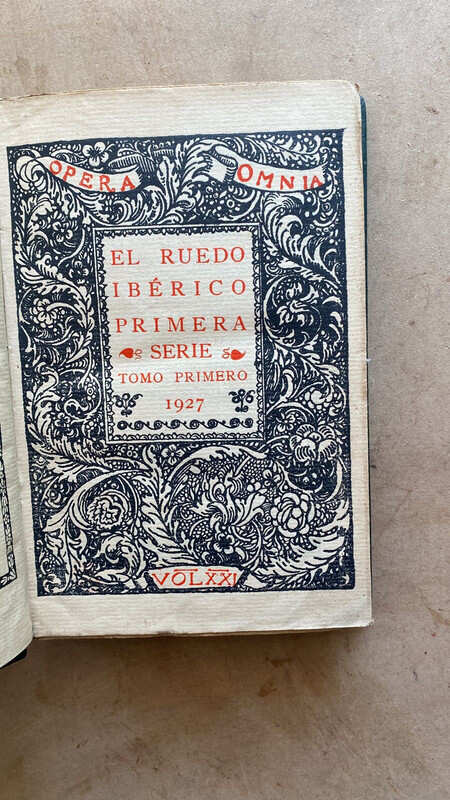 OPERA OMNIA
EL RUEDO
IBÉRICO
PRIMERA
SERIE
TOMO PRIMERO
1927
VOL XXI